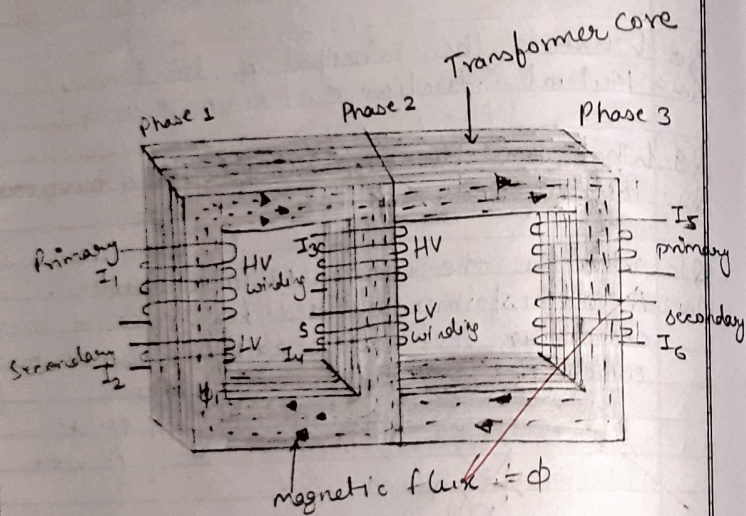 Transformer core
Phase 1
Phase 2
Phase 3
Primary
I1
HV
winding
I3
HV
I5
primary
LV
S
I4
LV
winding
secondary
I6
Secondary
I2
ϕ1
magnetic flux = ϕ